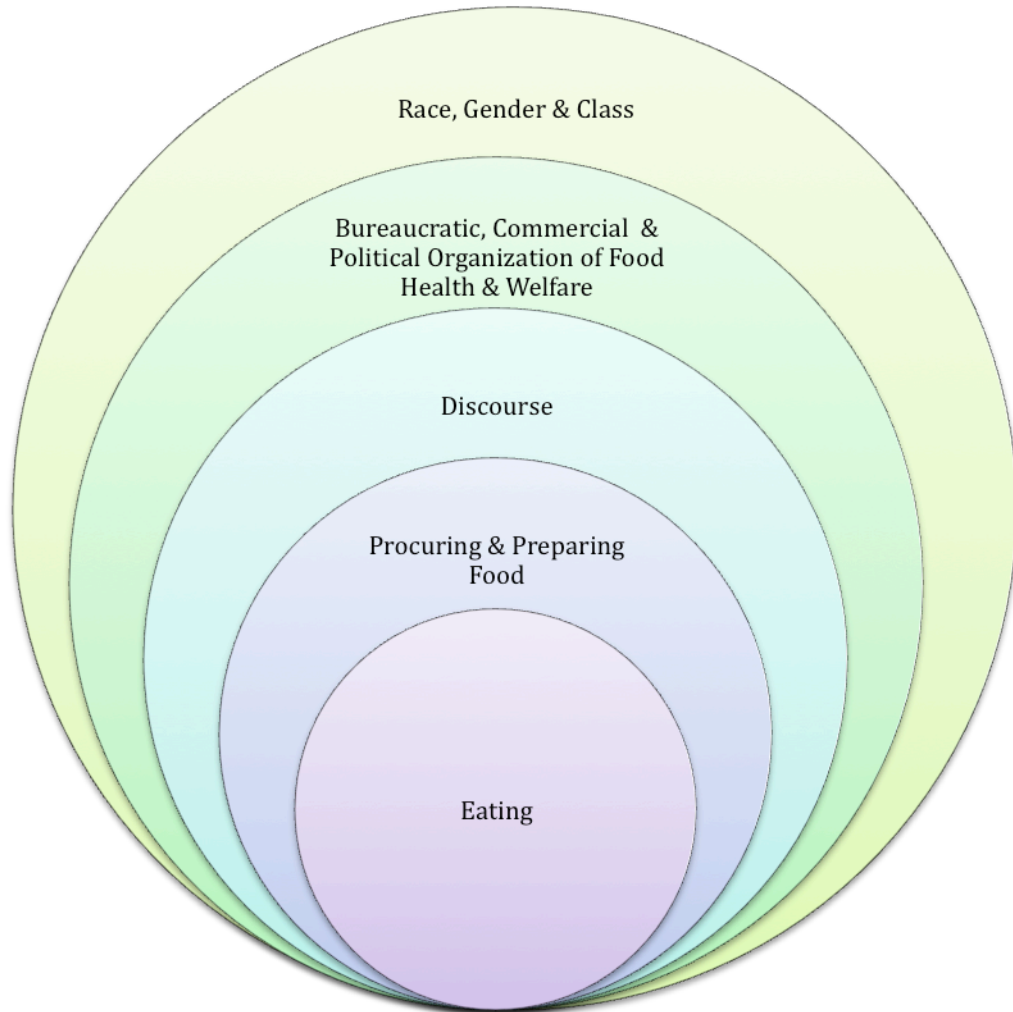 Race, Gender & Class
Bureaucratic, Commercial &
Political Organization of Food
Health & Welfare
Discourse
Procuring & Preparing
Food
Eating